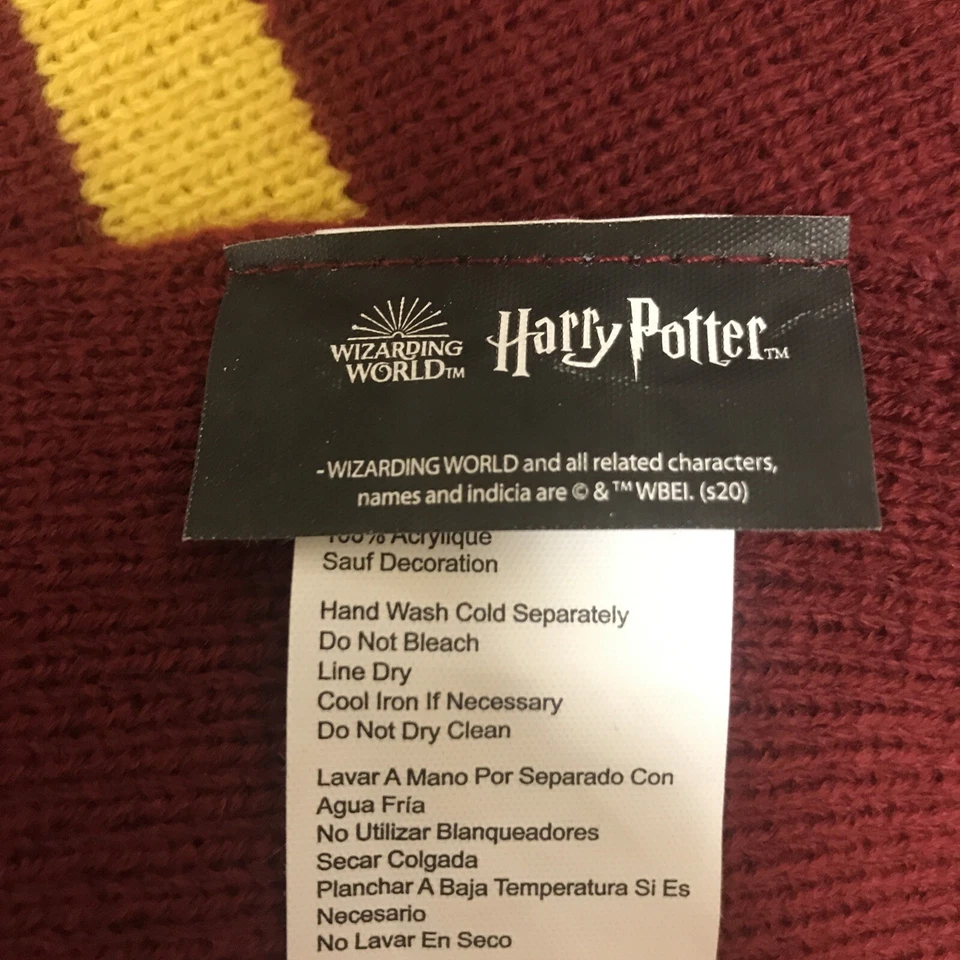 WIZARDING
WORLD™
Harry Potter™
-WIZARDING WORLD and all related characters,
names and indicia are © & ™ WBEI. (s20)
100% Acrylique
Sauf Decoration
Hand Wash Cold Separately
Do Not Bleach
Line Dry
Cool Iron If Necessary
Do Not Dry Clean
Lavar A Mano Por Separado Con
Agua Fría
No Utilizar Blanqueadores
Secar Colgada
Planchar A Baja Temperatura Si Es
Necesario
No Lavar En Seco